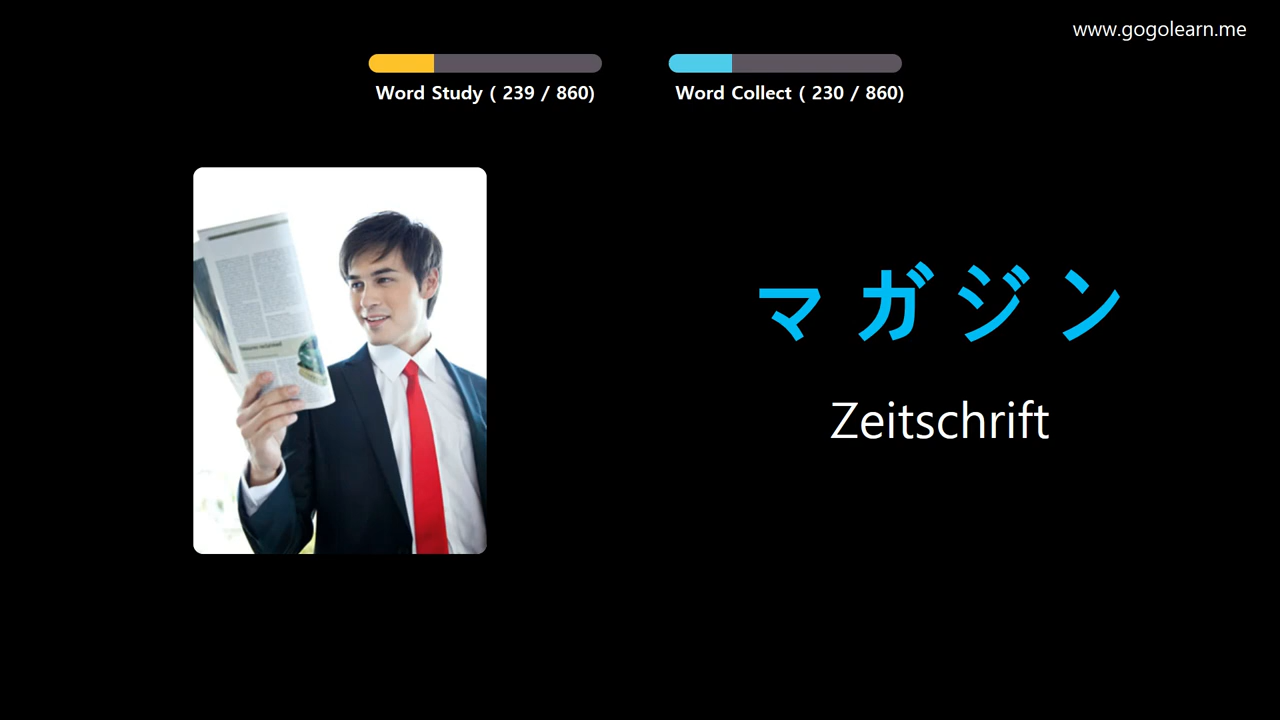 www.gogolearn.me
Word Study ( 239 / 860)
Word Collect ( 230 / 860)
マガジン
Zeitschrift